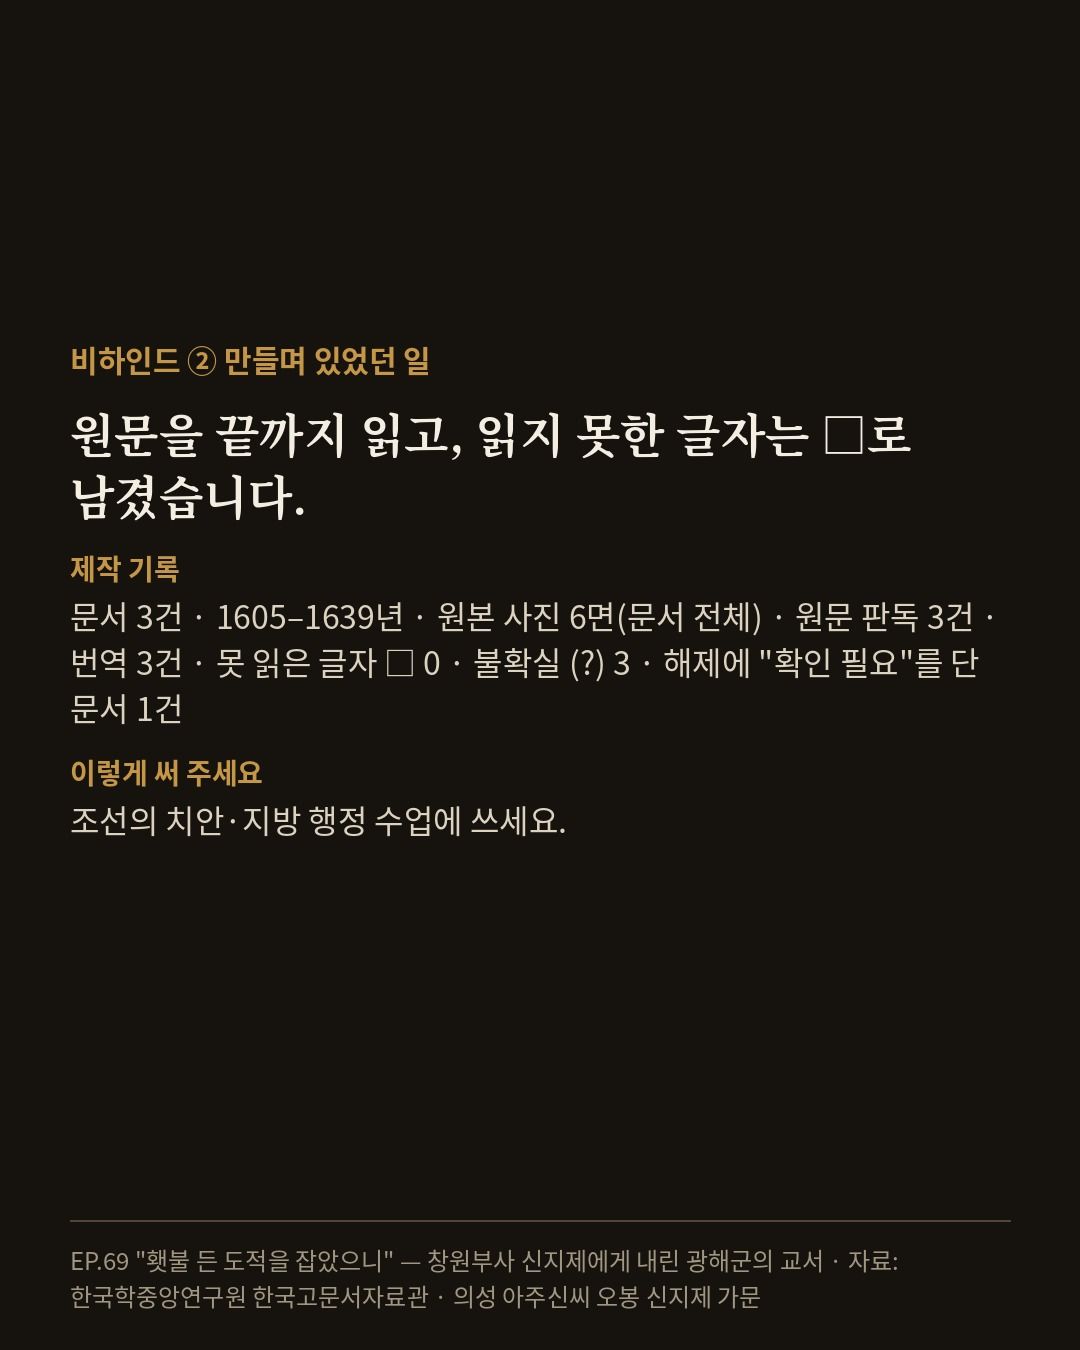 비하인드 ② 만들며 있었던 일
원문을 끝까지 읽고, 읽지 못한 글자는 □로
남겼습니다.
제작 기록
문서 3건 · 1605–1639년 · 원본 사진 6면(문서 전체) · 원문 판독 3건 ·
번역 3건 · 못 읽은 글자 □ 0 · 불확실 (?) 3 · 해제에 "확인 필요"를 단
문서 1건
이렇게 써 주세요
조선의 치안·지방 행정 수업에 쓰세요.
EP.69 "횃불 든 도적을 잡았으니" — 창원부사 신지제에게 내린 광해군의 교서 · 자료:
한국학중앙연구원 한국고문서자료관 · 의성 아주신씨 오봉 신지제 가문